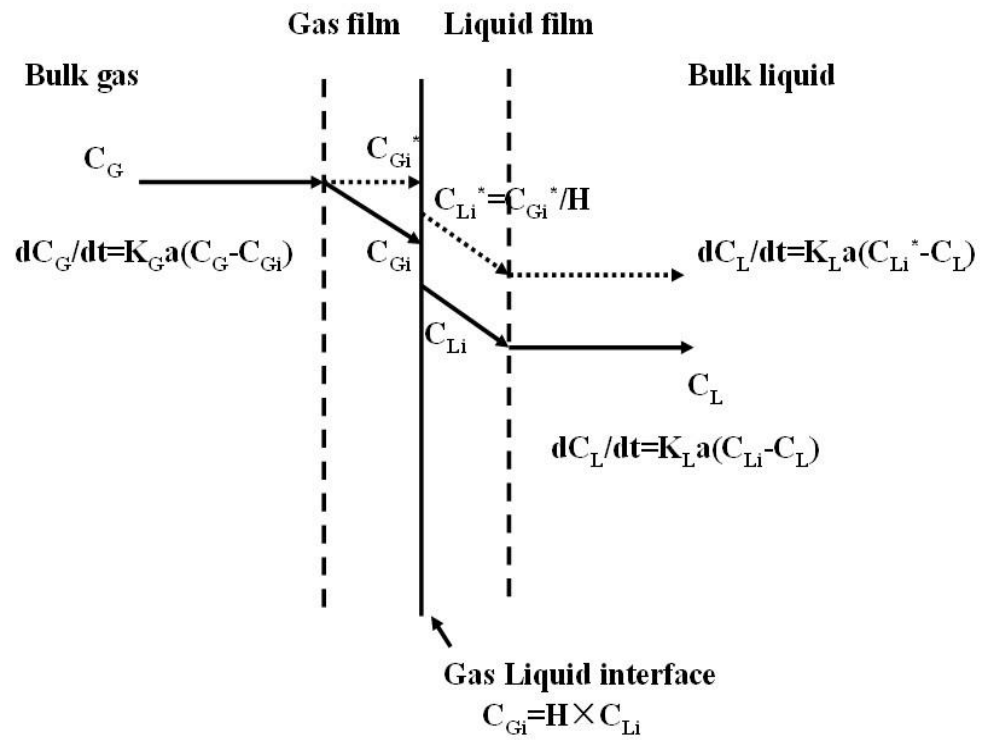 Gas film
Liquid film
Bulk gas
Bulk liquid
C_G
C_Gi^*
C_Li^*=C_Gi^*/H
dC_G/dt=K_Ga(C_G-C_Gi)
C_Gi
dC_L/dt=K_La(C_Li^*-C_L)
C_Li
C_L
dC_L/dt=K_La(C_Li-C_L)
Gas Liquid interface
C_Gi=H×C_Li